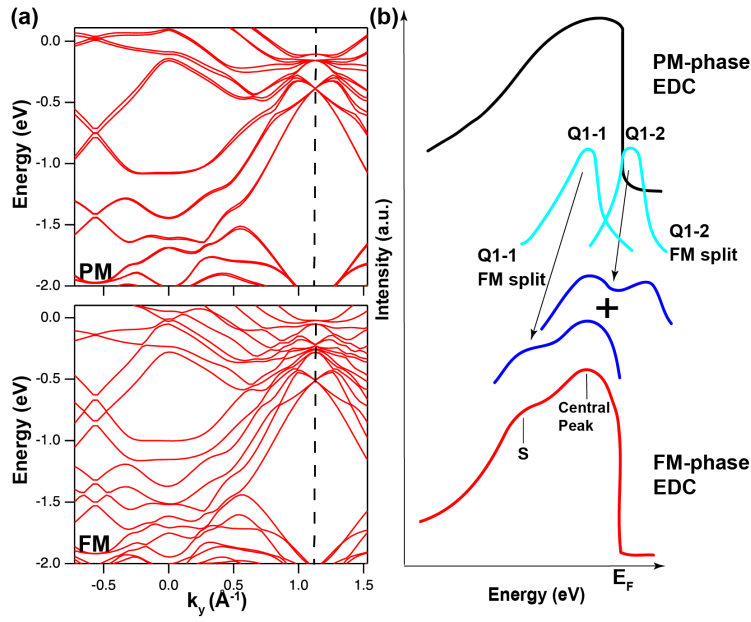 (a)
0.0
-0.5
-1.0
-1.5
-2.0
Energy (eV)
PM
0.0
-0.5
-1.0
-1.5
-2.0
Energy (eV)
FM
-0.5
0.0
0.5
1.0
1.5
ky (Å-1)
(b)
Intensity (a.u.)
PM-phase
EDC
Q1-1
Q1-2
Q1-1
FM split
Q1-2
FM split
+
Central
Peak
S
FM-phase
EDC
Energy (eV)
EF